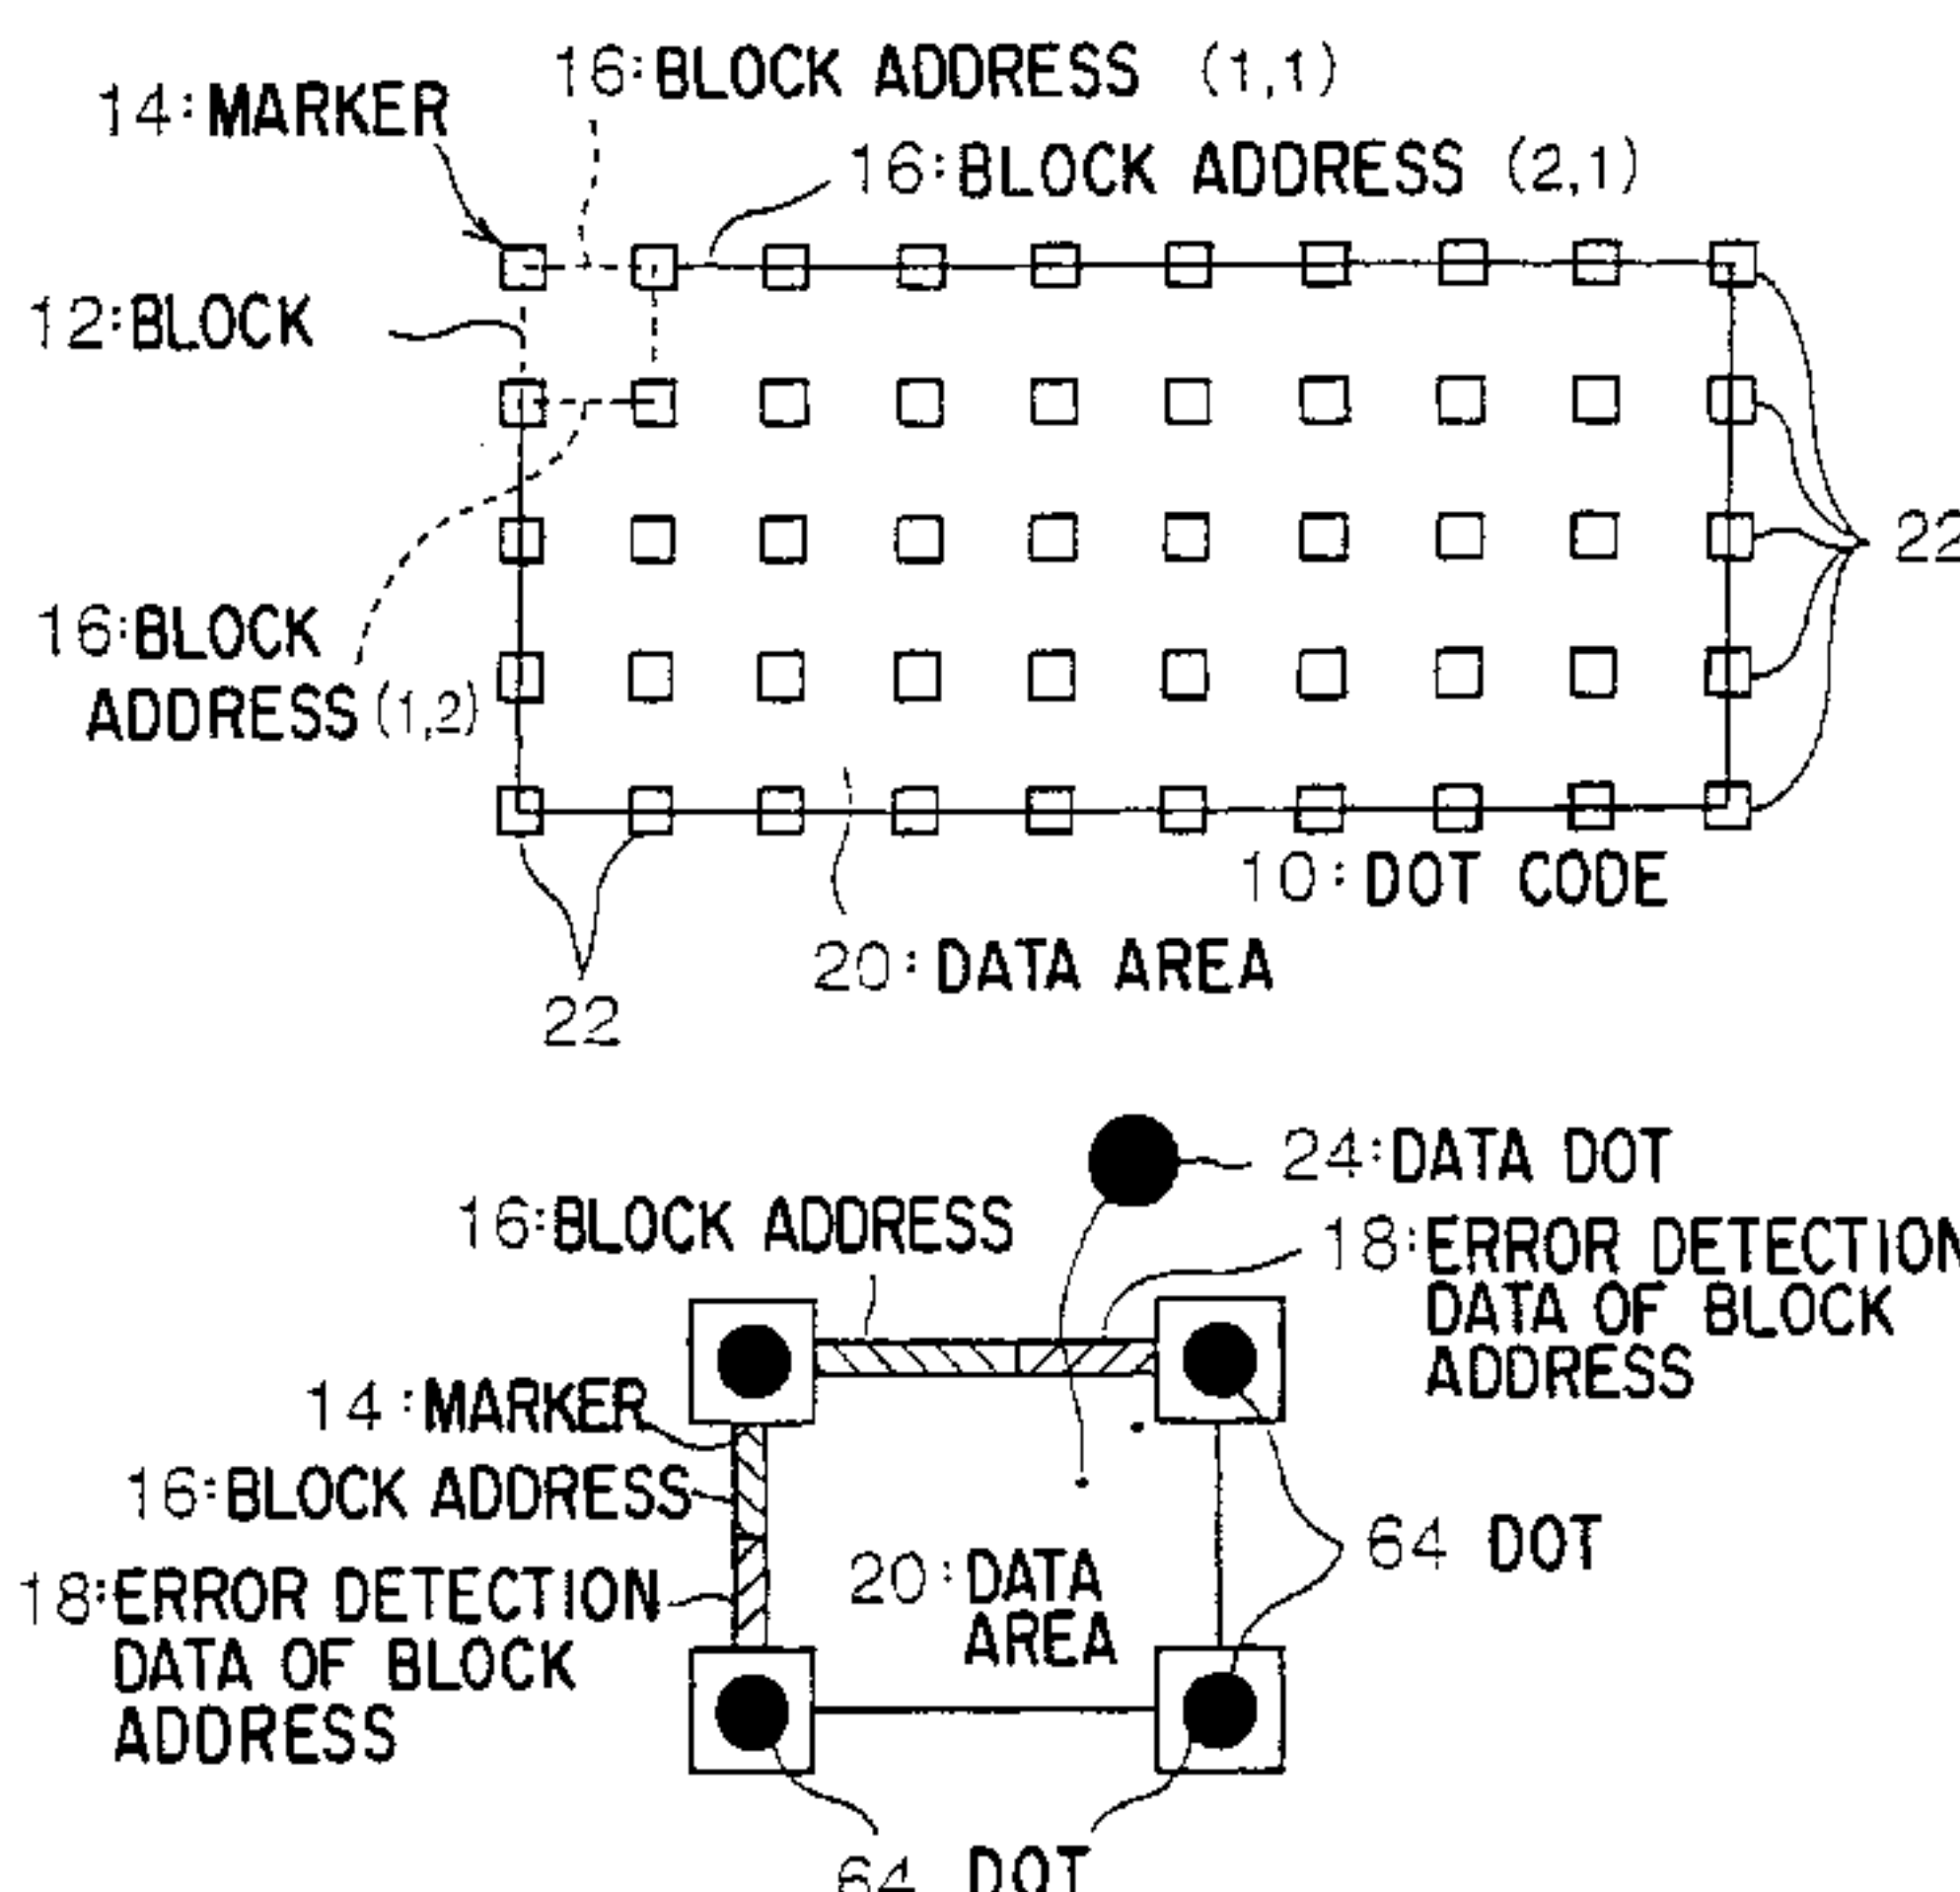 16:BLOCK ADDRESS (1,1)
14:MARKER
16:BLOCK ADDRESS (2,1)
12:BLOCK
22
16:BLOCK
ADDRESS(1,2)
10:DOT CODE
20:DATA AREA
22
24:DATA DOT
16:BLOCK ADDRESS
18:ERROR DETECTION
DATA OF BLOCK
ADDRESS
14:MARKER
16:BLOCK ADDRESS
64 DOT
20:DATA
AREA
18:ERROR DETECTION
DATA OF BLOCK
ADDRESS
64 DOT